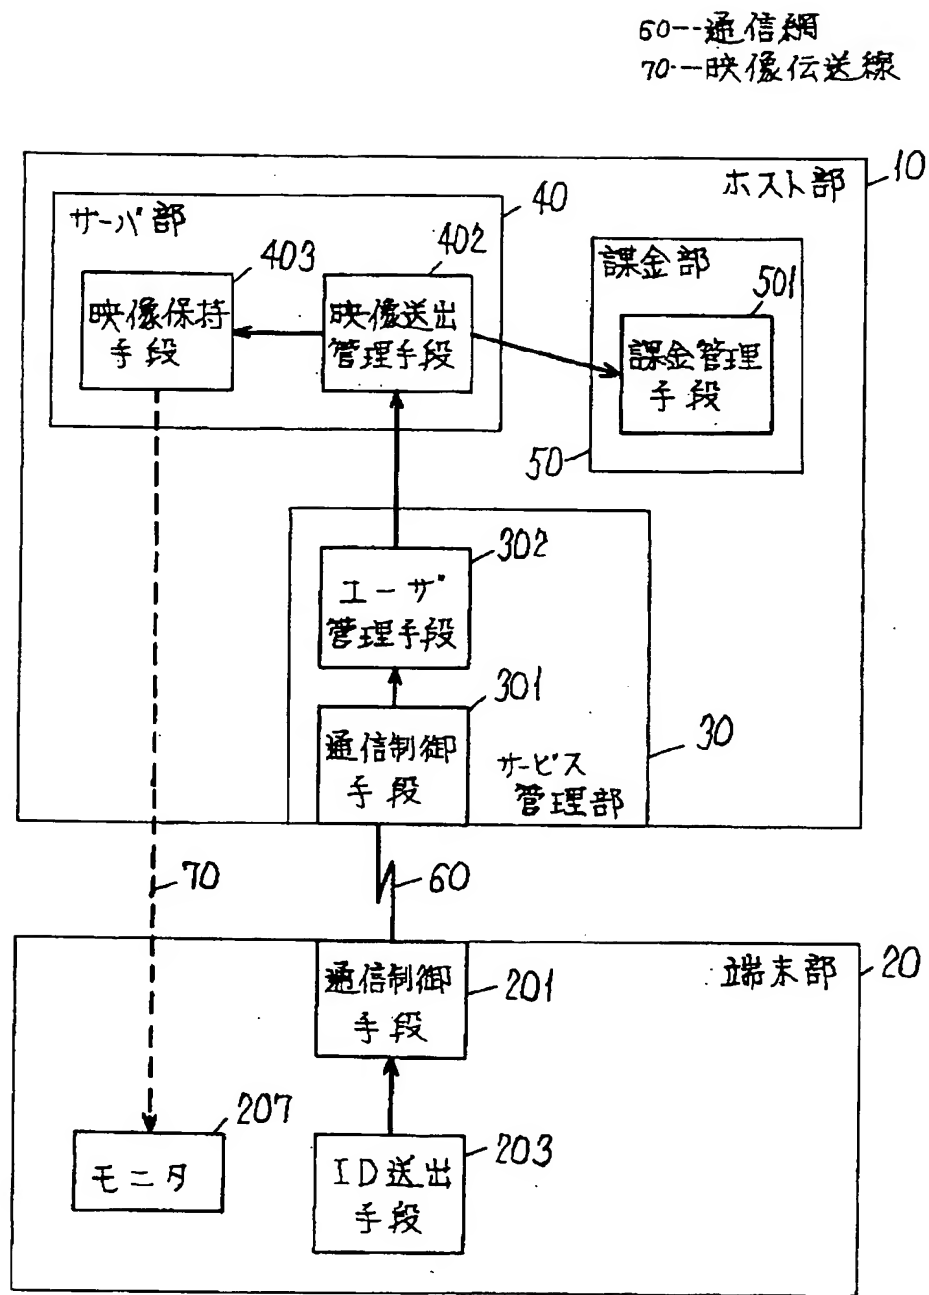 60--通信網
70--映像伝送線
ホスト部
10
サーバ部
40
403
402
課金部
501
映像保持
手段
映像送出
管理手段
課金管理
手段
50
302
ユーザ
管理手段
301
通信制御
手段
サービス
管理部
30
70
60
通信制御
手段
201
端末部
20
207
モニタ
ID送出
手段
203